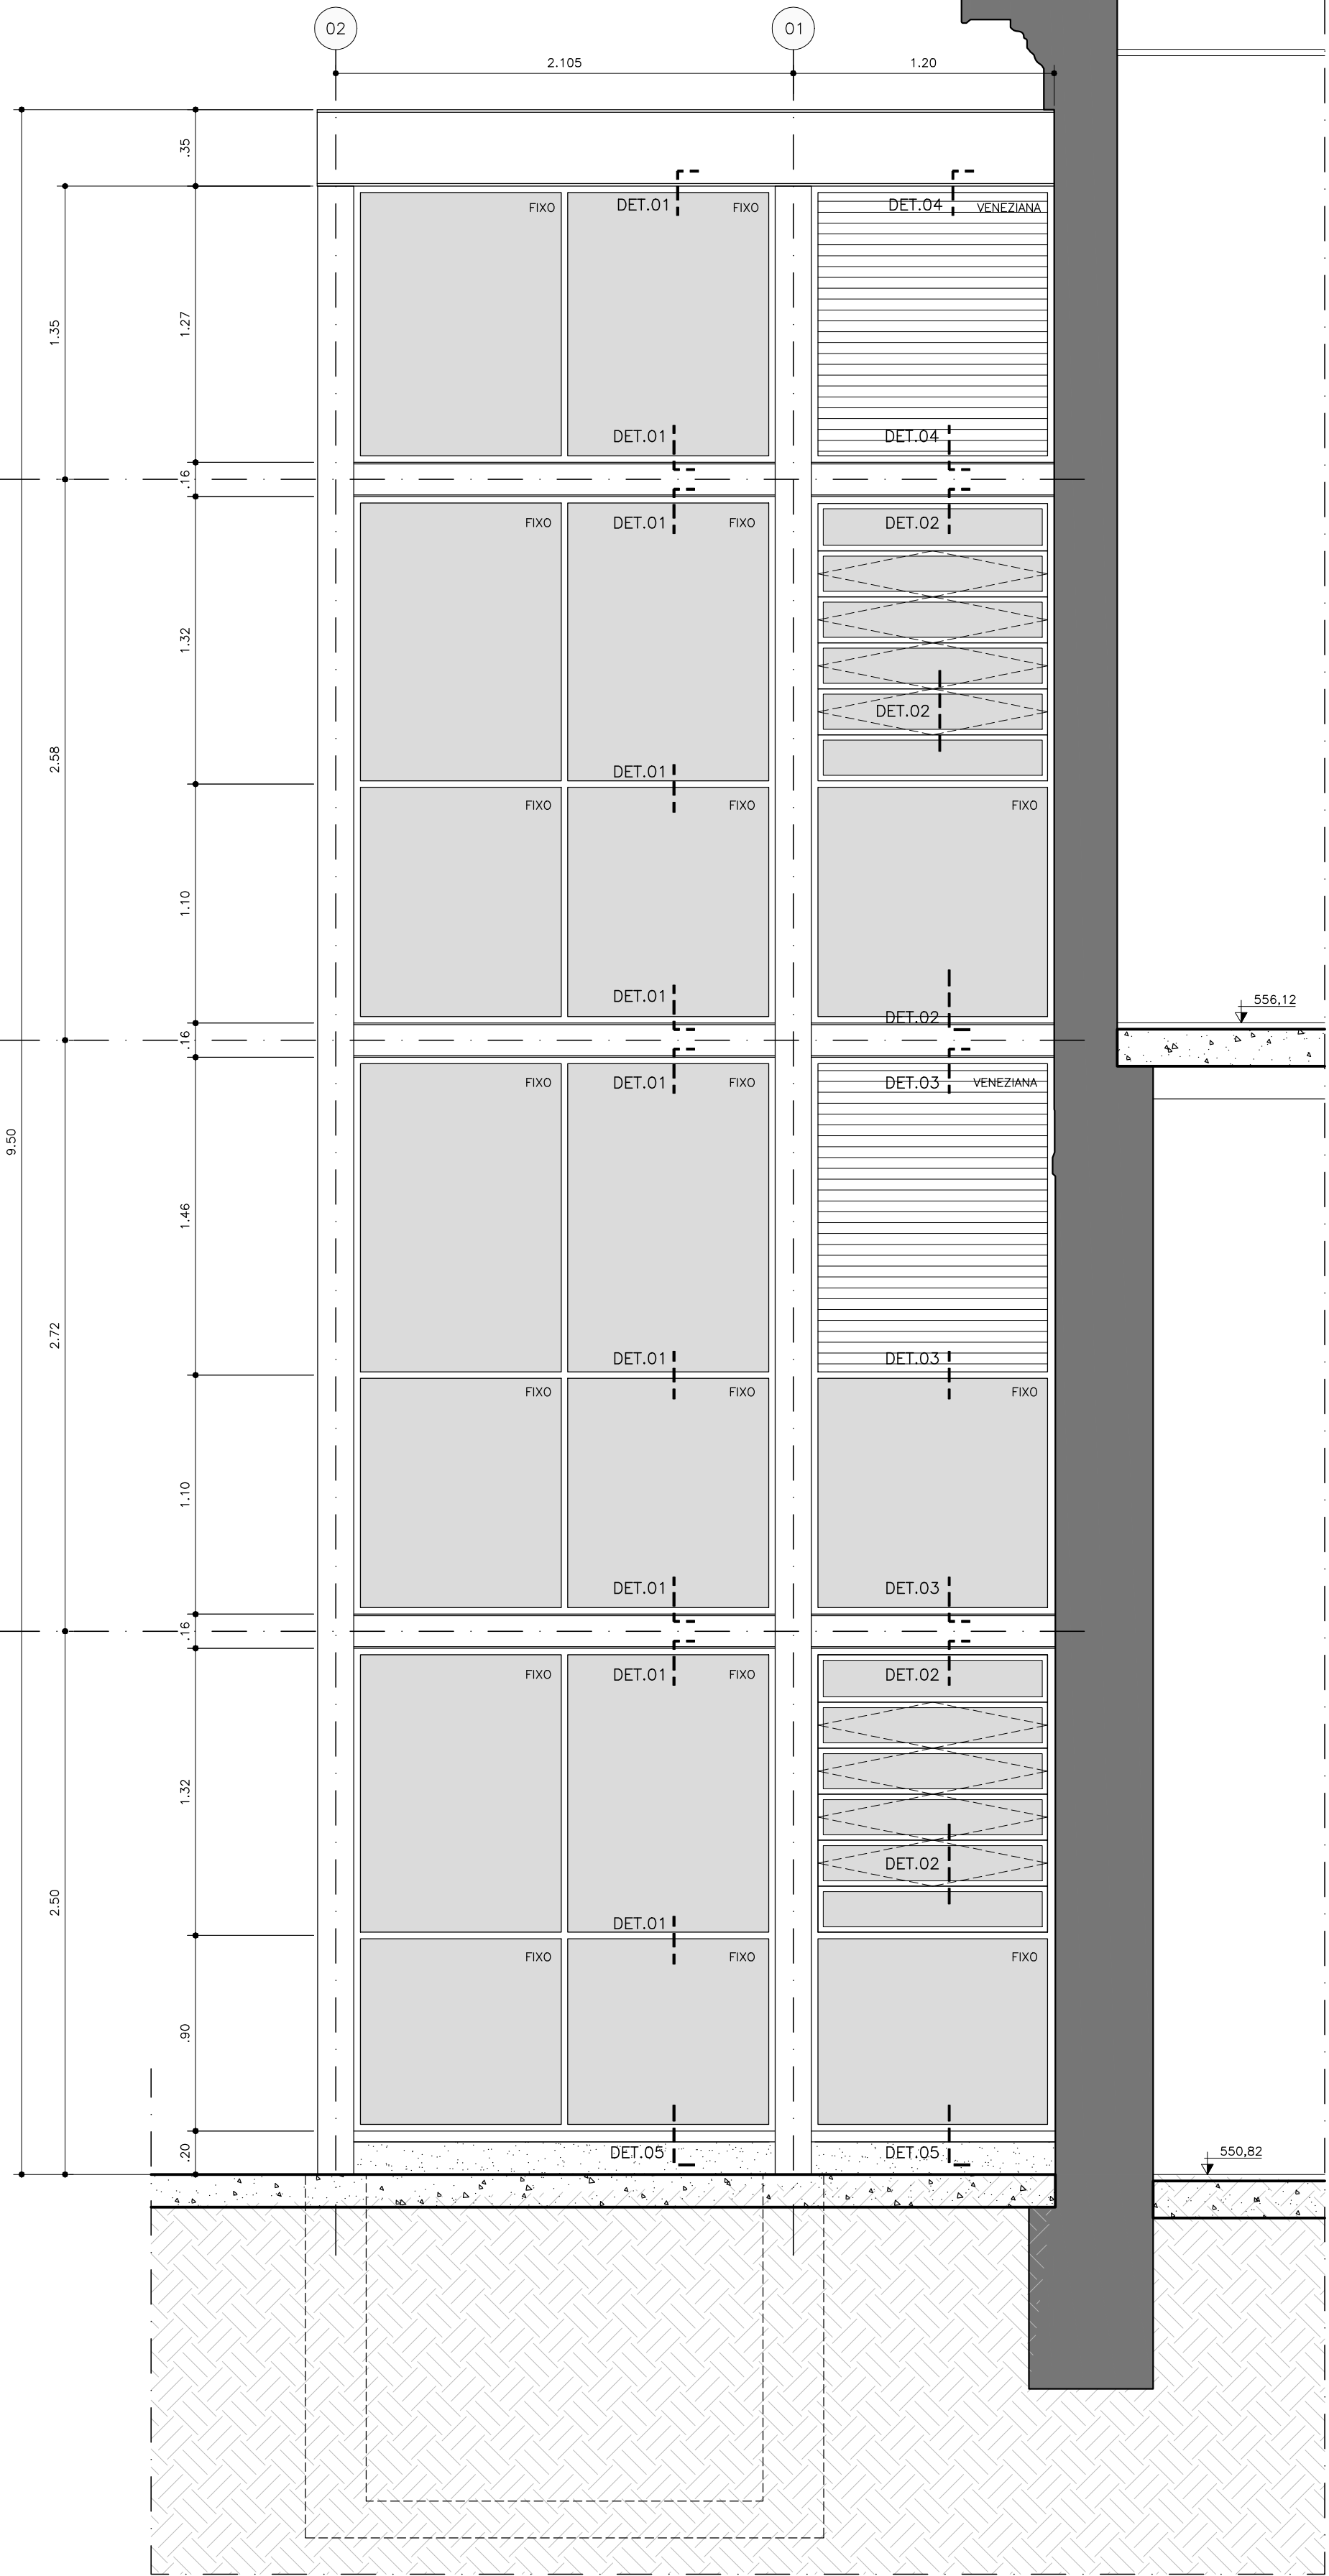 02 01
2.105 1.20
.35
DET.01 DET.04
FIXO FIXO VENEZIANA
1.27
1.35
DET.01 DET.04
.16
FIXO DET.01 FIXO DET.02
1.32
DET.02
2.58
DET.01
FIXO FIXO FIXO
1.10
DET.01
556,12
DET.02
.16
FIXO DET.01 FIXO DET.03 VENEZIANA
9.50
1.46
2.72
DET.01 DET.03
FIXO FIXO FIXO
1.10
DET.01 DET.03
.16
FIXO DET.01 FIXO DET.02
1.32
DET.02
2.50
DET.01
FIXO FIXO FIXO
.90
.20 DET.05 DET.05 550,82